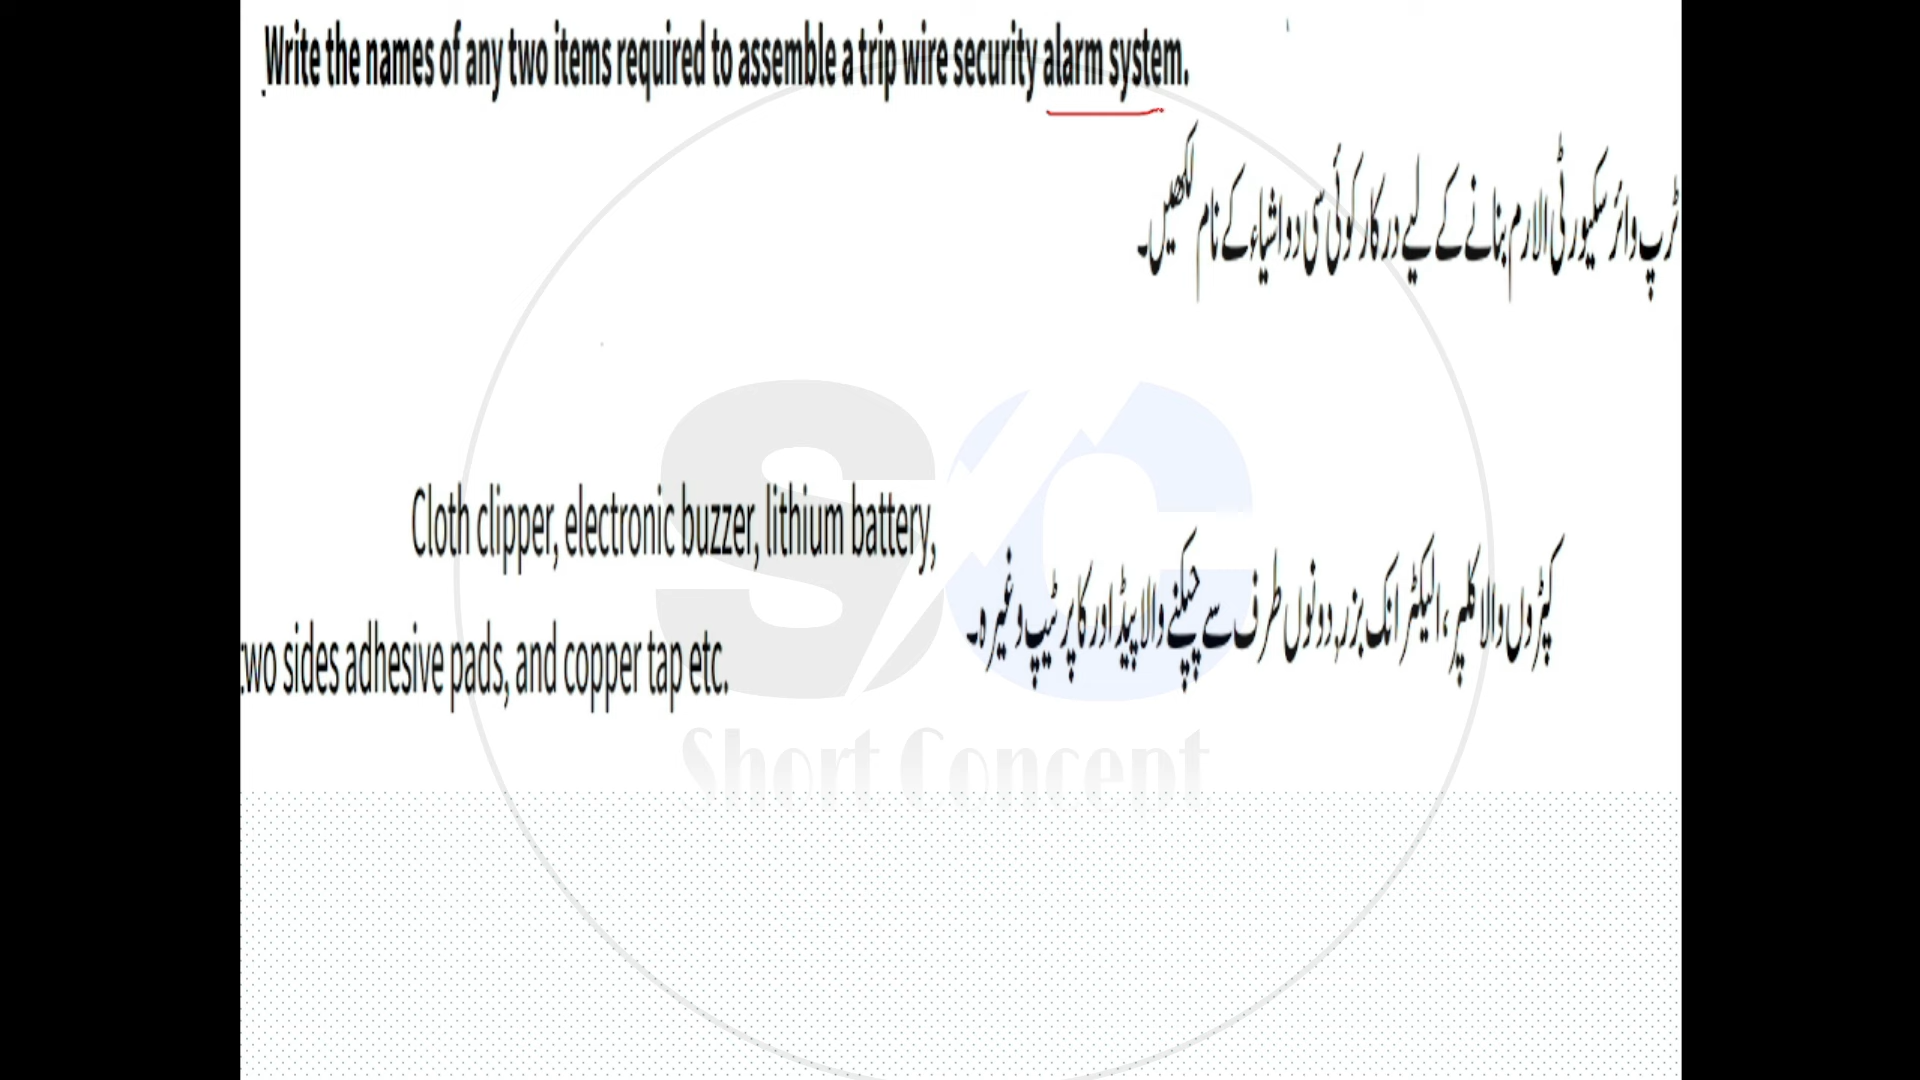 Write the names of any two items required to assemble a trip wire security alarm system.
ٹرپ وائر سکیورٹی الارم بنانے کے لیے درکار کوئی سی دو اشیاء کے نام لکھیں۔
Cloth clipper, electronic buzzer, lithium battery,
two sides adhesive pads, and copper tap etc.
کپڑوں والا کلپر، الیکٹرانک بزر، دونوں طرف سے چپکنے والا پیڈ اور کاپر ٹیپ وغیرہ۔
SC
Short Concept